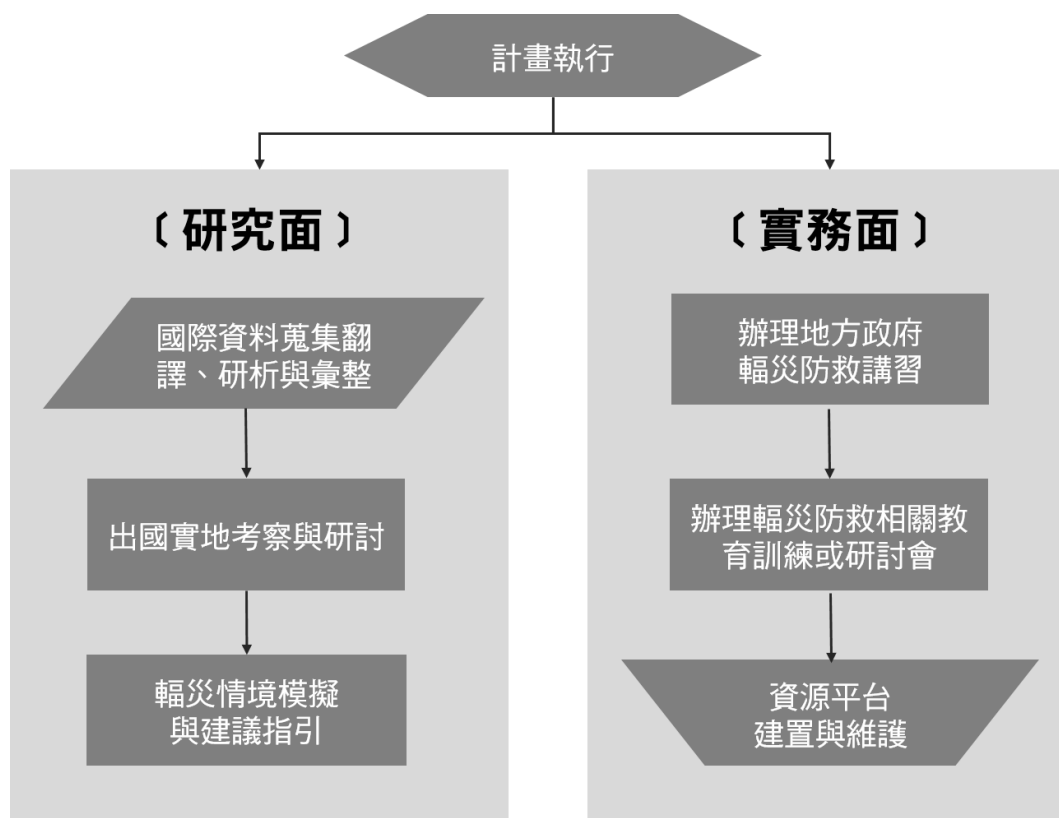 計畫執行
﹝研究面﹞
國際資料蒐集翻
譯、研析與彙整
出國實地考察與研討
輻災情境模擬
與建議指引
﹝實務面﹞
辦理地方政府
輻災防救講習
辦理輻災防救相關教
育訓練或研討會
資源平台
建置與維護